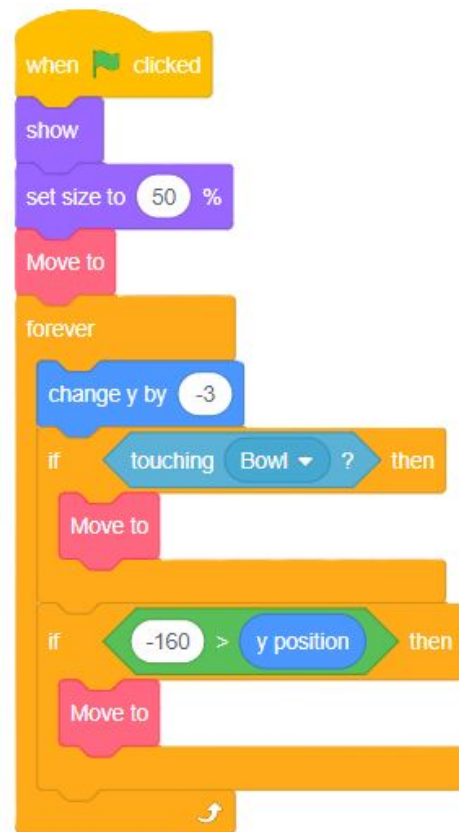 when clicked
show
set size to 50 %
Move to
forever
change y by -3
if touching Bowl ? then
Move to
if -160 > y position then
Move to